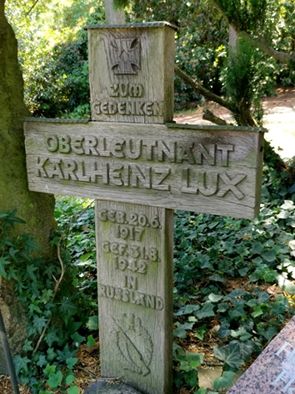 ZUM
GEDENKEN
OBERLEUTNANT
KARLHEINZ LUX
GEB. 20.6.
1917
GEF. 31.8.
1942
IN
RUSSLAND